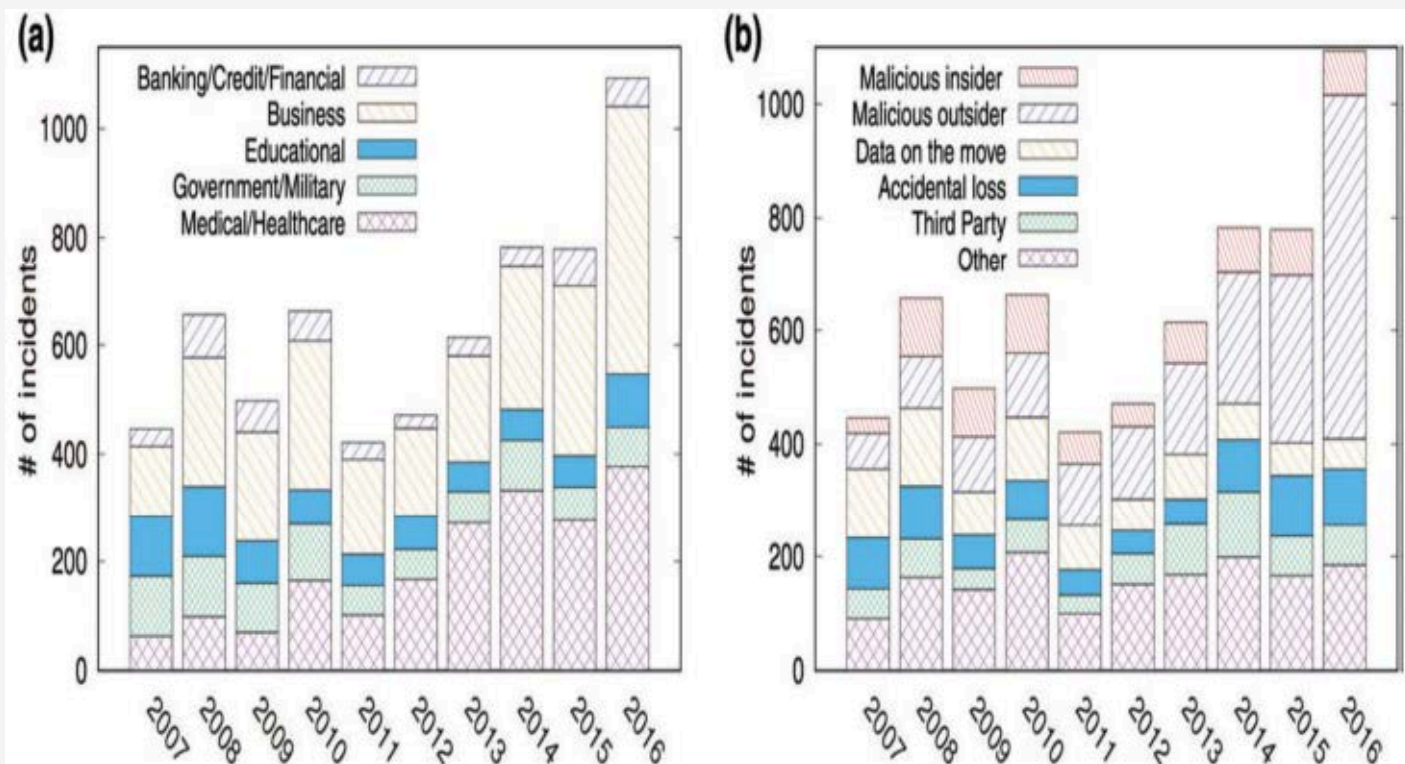 (a)
# of incidents
1000
800
600
400
200
0
Banking/Credit/Financial
Business
Educational
Government/Military
Medical/Healthcare
2007
2008
2009
2010
2011
2012
2013
2014
2015
2016
(b)
# of incidents
1000
800
600
400
200
0
Malicious insider
Malicious outsider
Data on the move
Accidental loss
Third Party
Other
2007
2008
2009
2010
2011
2012
2013
2014
2015
2016